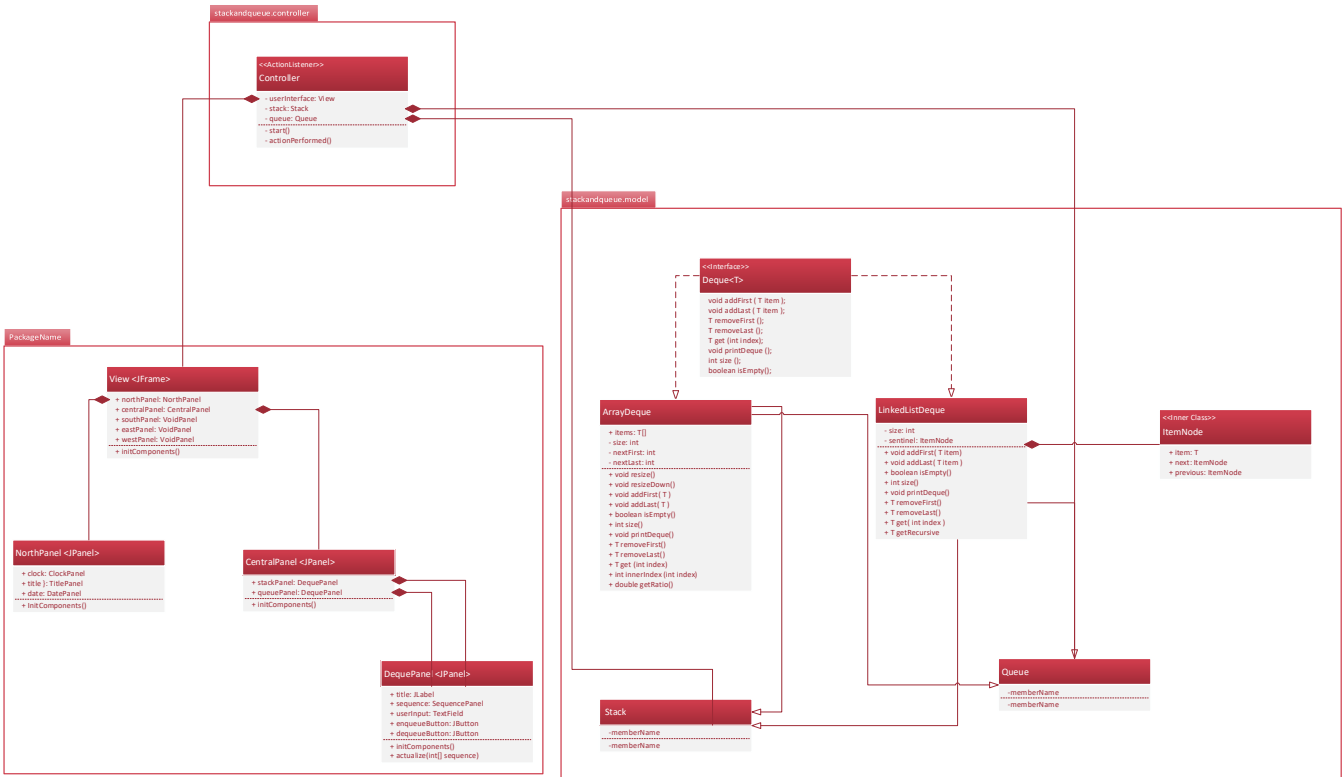 stackandqueue.controller
<<ActionListener>>
Controller
- userInterface: View
- stack: Stack
- queue: Queue
- start()
- actionPerformed()
stackandqueue.model
<<Interface>>
Deque<T>
void addFirst ( T item );
void addLast ( T item );
T removeFirst ();
T removeLast ();
T get (int index);
void printDeque ();
int size ();
boolean isEmpty();
PackageName
View <JFrame>
+ northPanel: NorthPanel
+ centralPanel: CentralPanel
+ southPanel: VoidPanel
+ eastPanel: VoidPanel
+ westPanel: VoidPanel
+ initComponents()
ArrayDeque
+ items: T[]
- size: int
- nextFirst: int
- nextLast: int
+ void resize()
+ void resizeDown()
+ void addFirst( T )
+ void addLast( T )
+ boolean isEmpty()
+ int size()
+ void printDeque()
+ T removeFirst()
+ T removeLast()
+ T get (int index)
+ int innerIndex (int index)
+ double getRatio()
LinkedListDeque
- size: int
- sentinel: ItemNode
+ void addFirst( T item)
+ void addLast( T item )
+ boolean isEmpty()
+ int size()
+ void printDeque()
+ T removeFirst()
+ T removeLast()
+ T get( int index )
+ T getRecursive
<<Inner Class>>
ItemNode
+ item: T
+ next: ItemNode
+ previous: ItemNode
NorthPanel <JPanel>
+ clock: ClockPanel
+ title }: TitlePanel
+ date: DatePanel
+ InitComponents()
CentralPanel <JPanel>
+ stackPanel: DequePanel
+ queuePanel: DequePanel
+ initComponents()
DequePanel <JPanel>
+ title: JLabel
+ sequence: SequencePanel
+ userInput: TextField
+ enqueueButton: JButton
+ dequeueButton: JButton
+ initComponents()
+ actualize(int[] sequence)
Stack
-memberName
-memberName
Queue
-memberName
-memberName